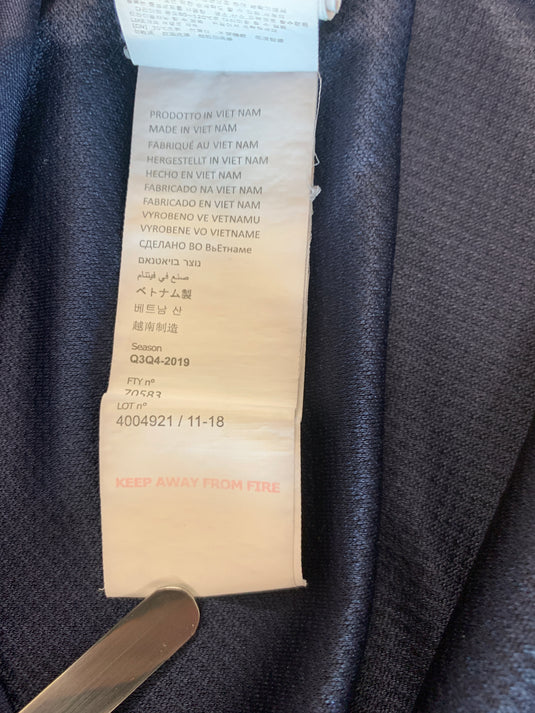 PRODOTTO IN VIET NAM
MADE IN VIET NAM
FABRIQUÉ AU VIET NAM
HERGESTELLT IN VIET NAM
HECHO EN VIET NAM
FABRICADO NA VIET NAM
FABRICADO EN VIET NAM
VYROBENO VE VETNAMU
VYROBENE VO VIETNAME
СДЕЛАНО ВО ВьЕтнаме
נוצר בויאטנאם
صنع في فيتنام
ベトナム製
베트남 산
越南制造
Season
Q3Q4-2019
FTY nº
70583
LOT nº
4004921 / 11-18
KEEP AWAY FROM FIRE